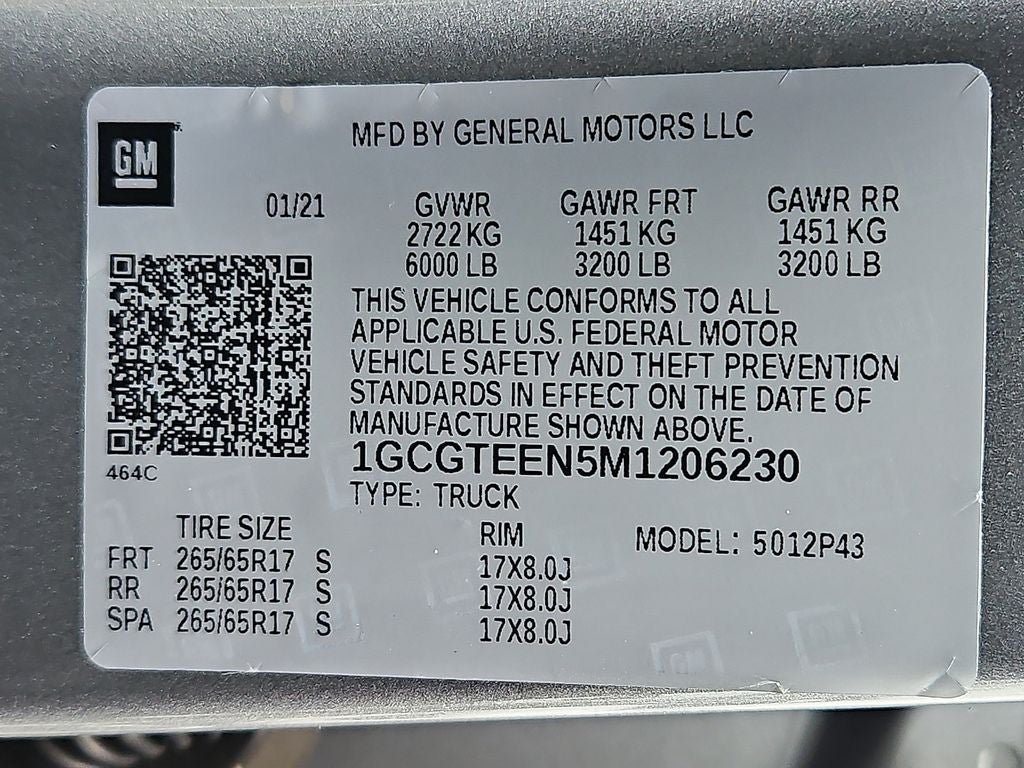 GM
MFD BY GENERAL MOTORS LLC
01/21 GVWR GAWR FRT GAWR RR
2722 KG 1451 KG 1451 KG
6000 LB 3200 LB 3200 LB
THIS VEHICLE CONFORMS TO ALL
APPLICABLE U.S. FEDERAL MOTOR
VEHICLE SAFETY AND THEFT PREVENTION
STANDARDS IN EFFECT ON THE DATE OF
MANUFACTURE SHOWN ABOVE.
464C
1GCGTEEN5M1206230
TYPE: TRUCK
TIRE SIZE RIM MODEL: 5012P43
FRT 265/65R17 S 17X8.0J
RR 265/65R17 S 17X8.0J
SPA 265/65R17 S 17X8.0J